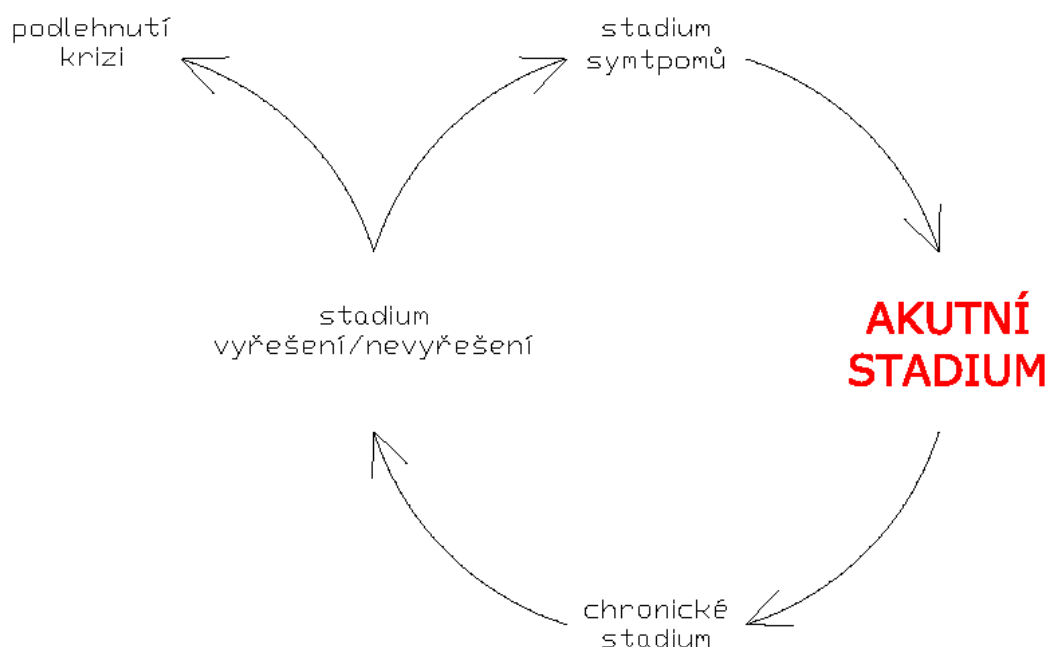 podlehnutí
krizi
stadium
symtpomů
AKUTNÍ
STADIUM
stadium
vyřešení/nevyřešení
chronické
stadium